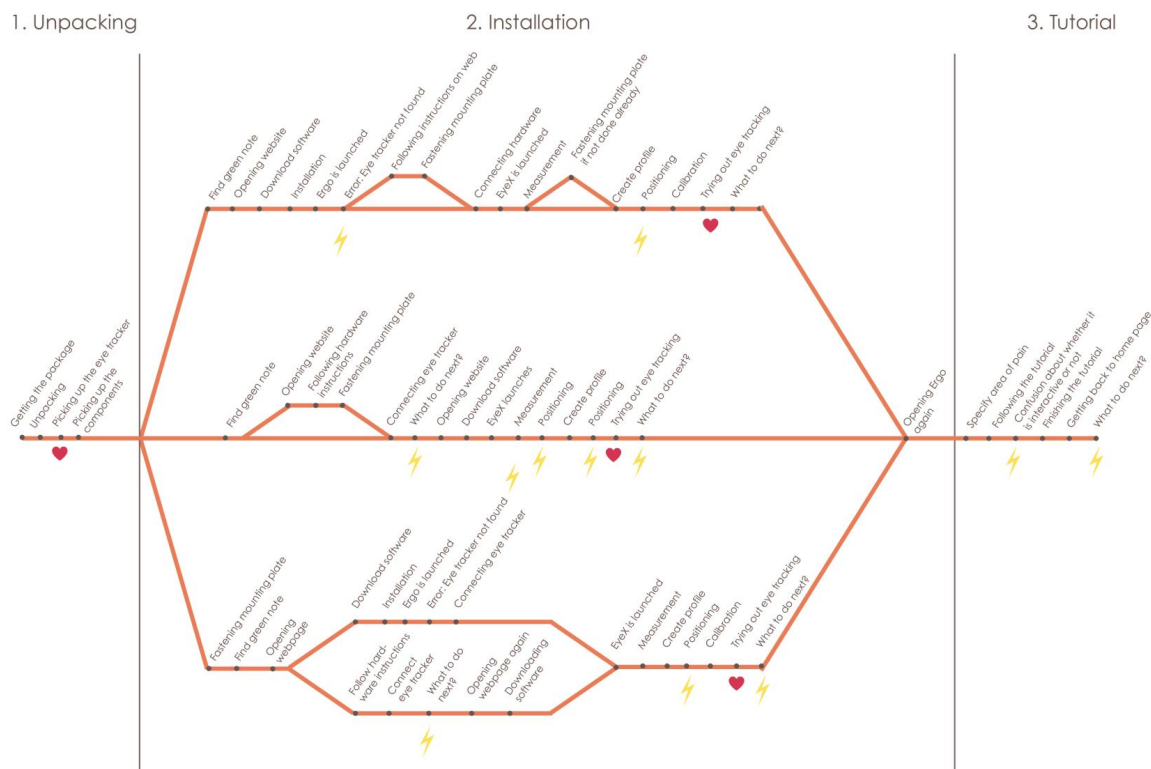 1. Unpacking
2. Installation
3. Tutorial
Find green note
Opening website
Download software
Installation
Ergo is launched
Error: Eye tracker not found
Following instructions on web
Fastening mounting plate
Connecting hardware
EyeX is launched
Measurement
Fastening mounting plate
if not done already
Create profile
Positioning
Calibration
Trying out eye tracking
What to do next?
Getting the package
Unpacking
Picking up the eye tracker
Picking up the
components
Find green note
Opening website
Following hardware
instructions
Fastening mounting plate
Connecting eye tracker
What to do next?
Opening website
Download software
EyeX launches
Measurement
Positioning
Create profile
Positioning
Trying out eye tracking
What to do next?
Opening Ergo
again
Specify area of pain
Following the tutorial
Confusion about whether it
is interactive or not
Finishing the tutorial
Getting back to home page
What to do next?
Fastening mounting plate
Find green note
Opening
webpage
Download software
Installation
Ergo is launched
Error: Eye tracker not found
Connecting eye tracker
Follow hard-
ware instructions
Connect
eye tracker
What to do
next?
Opening
webpage again
Downloading
software
EyeX is launched
Measurement
Create profile
Positioning
Calibration
Trying out eye tracking
What to do next?